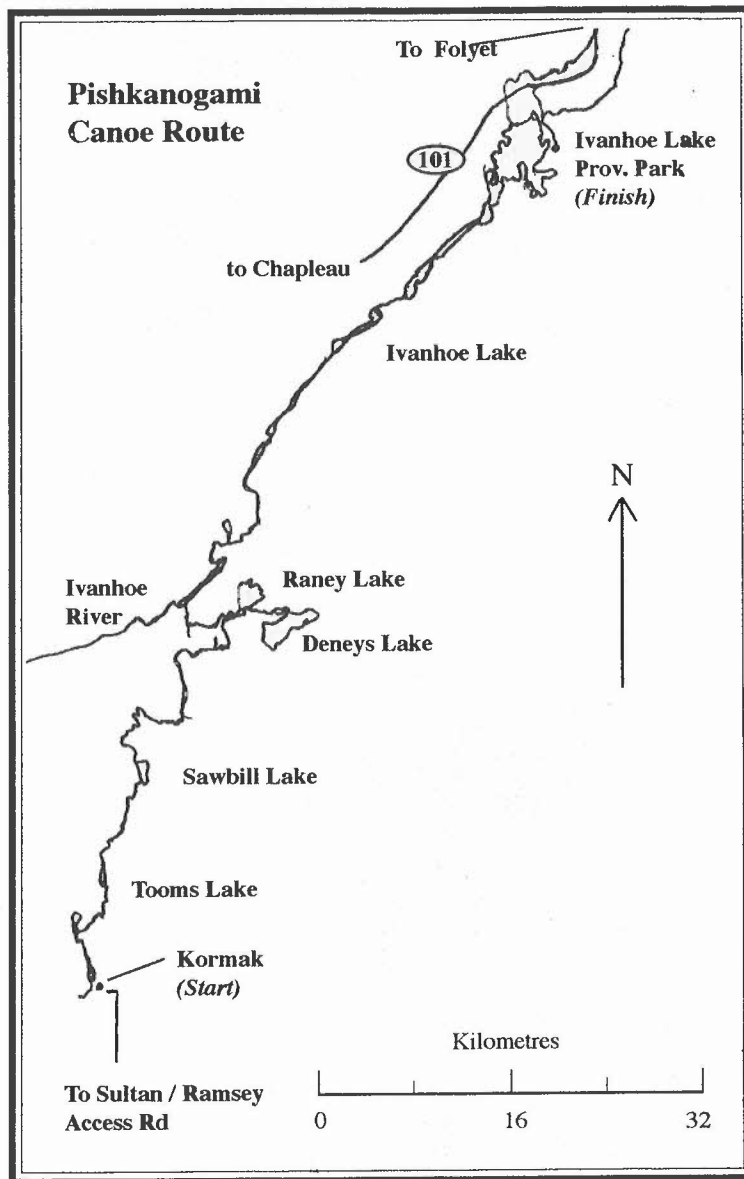 To Folyet
Pishkanogami
Canoe Route
101
Ivanhoe Lake
Prov. Park
(Finish)
to Chapleau
Ivanhoe Lake
N
Ivanhoe
River
Raney Lake
Deneys Lake
Sawbill Lake
Tooms Lake
Kormak
(Start)
Kilometres
To Sultan / Ramsey
Access Rd
0 16 32